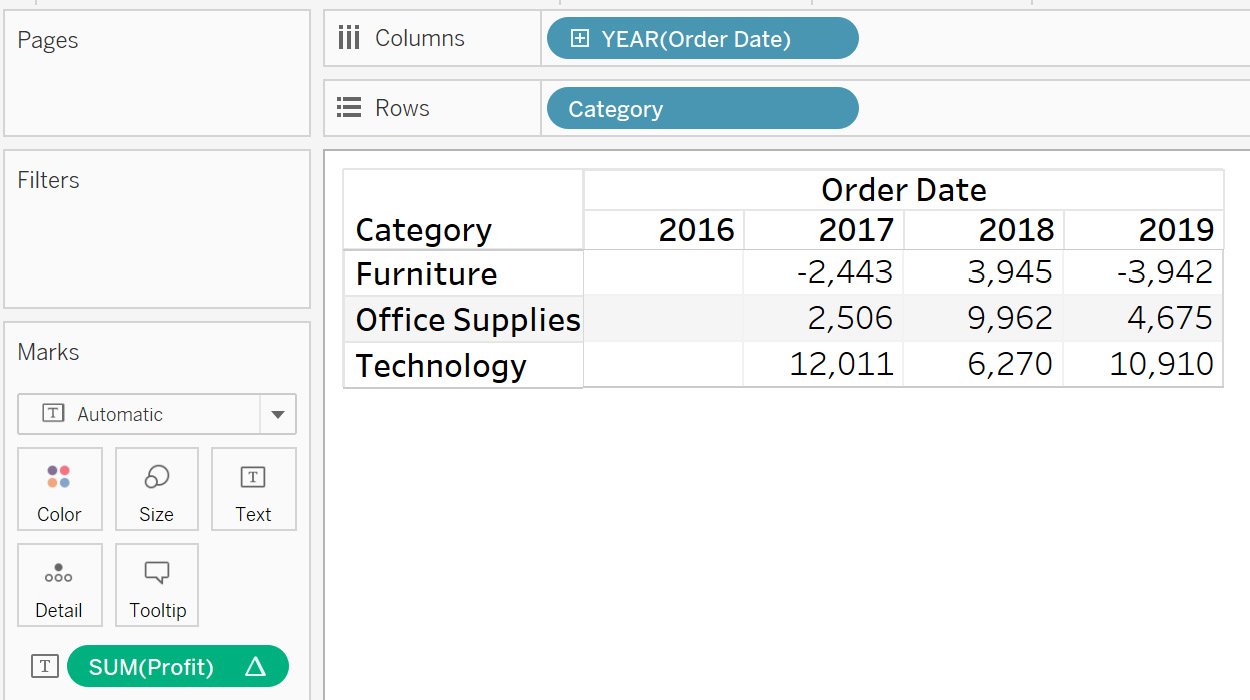 Pages
Columns
YEAR(Order Date)
Rows
Category
Filters
Order Date
Category 2016 2017 2018 2019
Furniture -2,443 3,945 -3,942
Office Supplies 2,506 9,962 4,675
Technology 12,011 6,270 10,910
Marks
T Automatic
T
Color Size Text
Detail Tooltip
T SUM(Profit) Δ